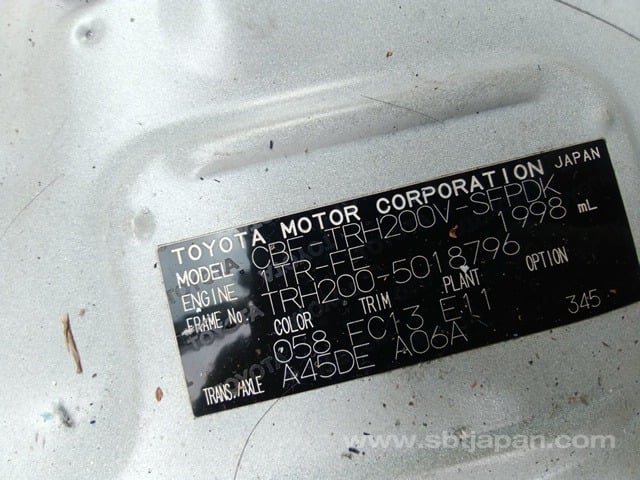 TOYOTA MOTOR CORPORATION JAPAN
MODEL CBF-TRH200V-SFPDK
ENGINE 1TR-FE 1998 mL
FRAME No. TRH200-5018796
COLOR TRIM PLANT OPTION
058 FC13 E11 345
TRANS./AXLE A45DE A06A
www.sbtjapan.com